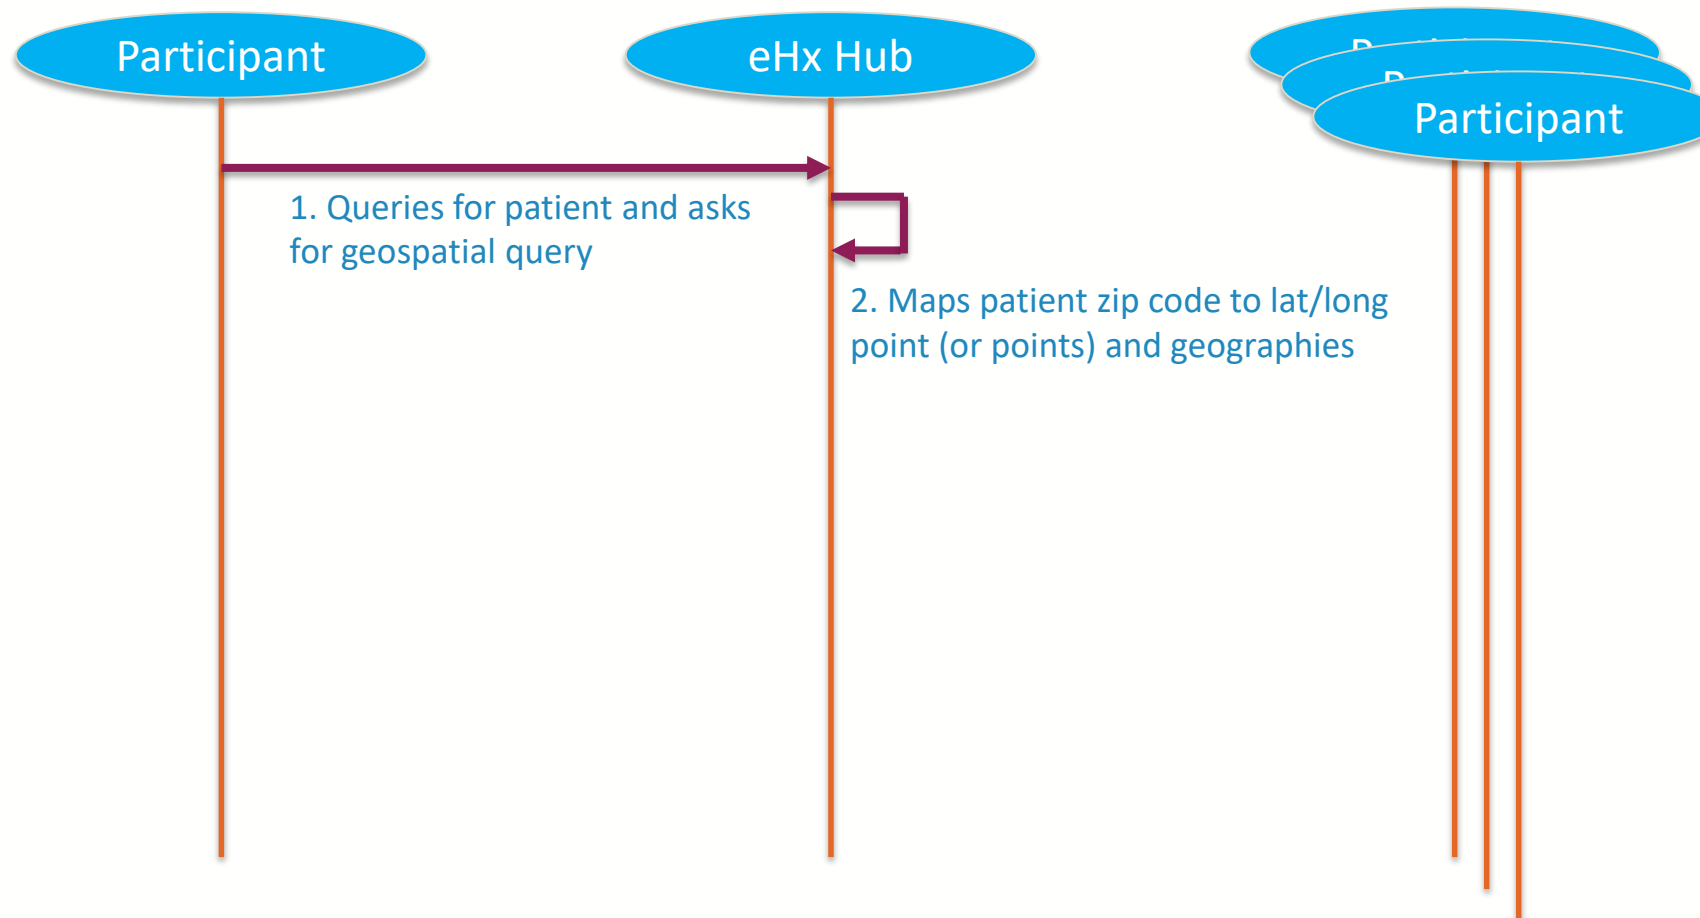 Participant
eHx Hub
Participant
1. Queries for patient and asks
for geospatial query
2. Maps patient zip code to lat/long
point (or points) and geographies